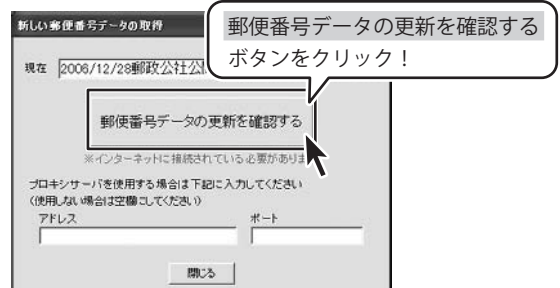 新しい郵便番号データの取得
郵便番号データの更新を確認する
ボタンをクリック！
現在 2006/12/28郵政公社公
郵便番号データの更新を確認する
※インターネットに接続されている必要がありま
プロキシサーバを使用する場合は下記に入力してください
(使用しない場合は空欄にしてください)
アドレス ポート
閉じる